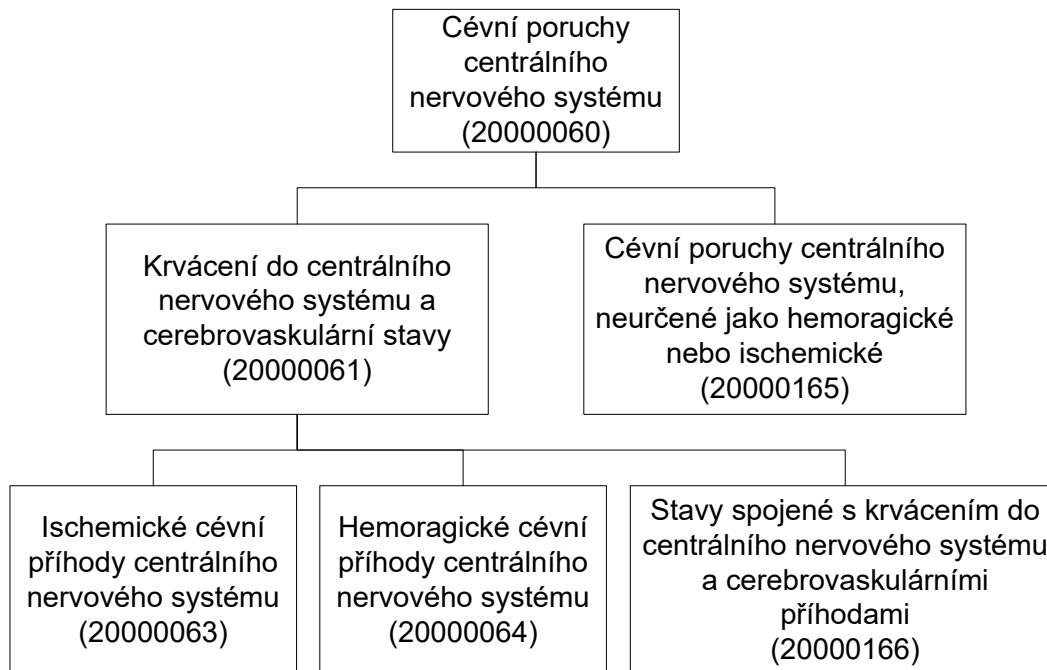 Cévní poruchy
centrálního
nervového systému
(20000060)
Krvácení do centrálního
nervového systému a
cerebrovaskulární stavy
(20000061)
Cévní poruchy centrálního
nervového systému,
neurčené jako hemoragické
nebo ischemické
(20000165)
Ischemické cévní
příhody centrálního
nervového systému
(20000063)
Hemoragické cévní
příhody centrálního
nervového systému
(20000064)
Stavy spojené s krvácením do
centrálního nervového systému
a cerebrovaskulárními
příhodami
(20000166)